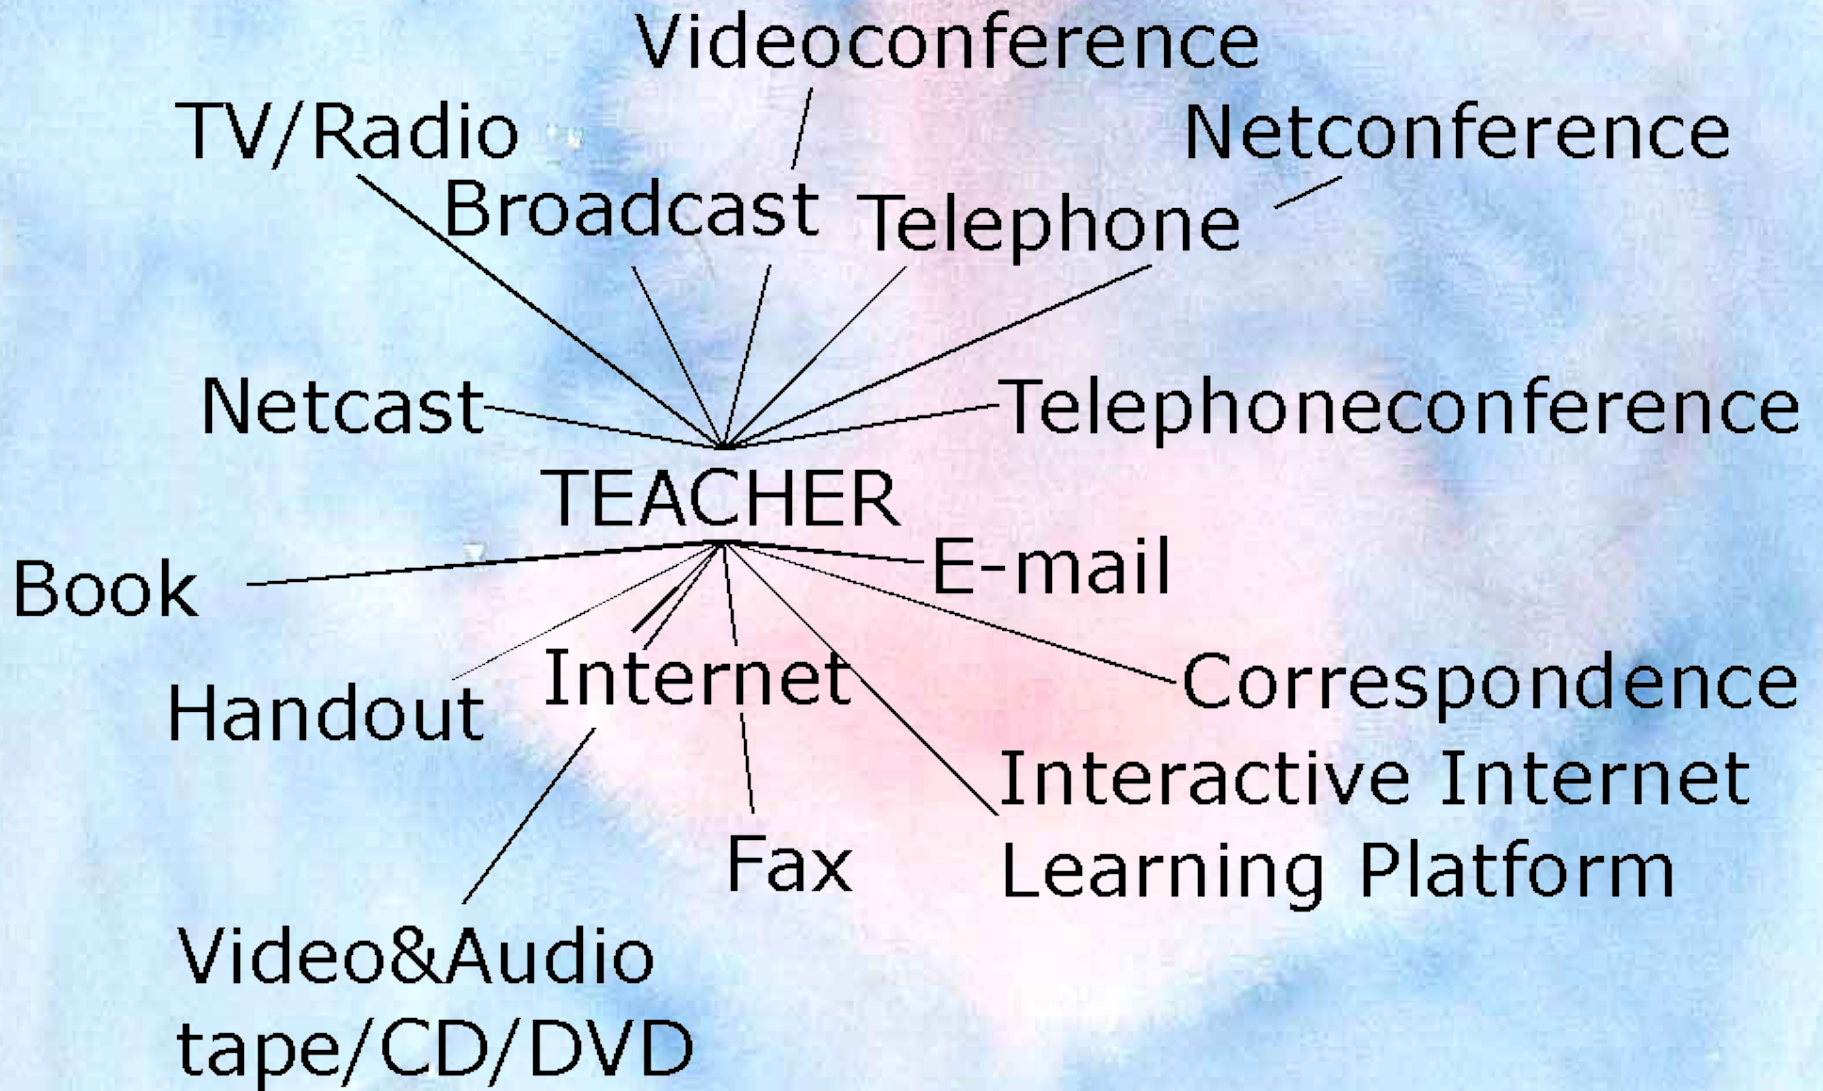 Videoconference
TV/Radio
Netconference
Broadcast
Telephone
Netcast
Telephoneconference
TEACHER
E-mail
Book
Internet
Correspondence
Handout
Interactive Internet
Learning Platform
Fax
Video&Audio
tape/CD/DVD